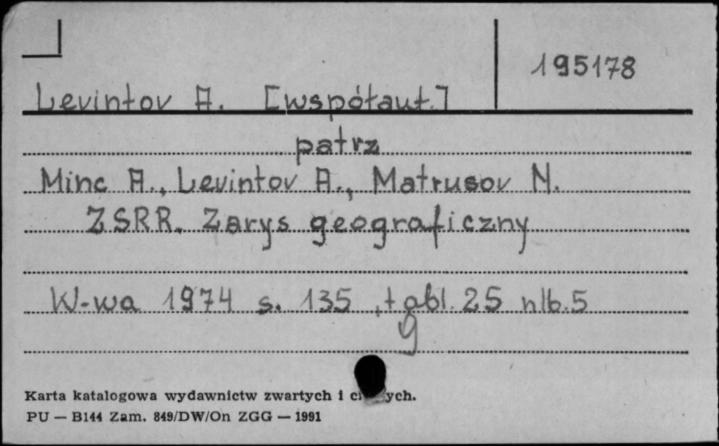 195178
Levintov A. [współaut.]
patrz
Minc A., Levintov A., Matrusov N.
ZSRR. Zarys geograficzny
W-wa 1974 s. 135, tabl. 25 nlb. 5
g
Karta katalogowa wydawnictw zwartych i
PU — B144 Zam. 849/DW/On ZGG — 1991